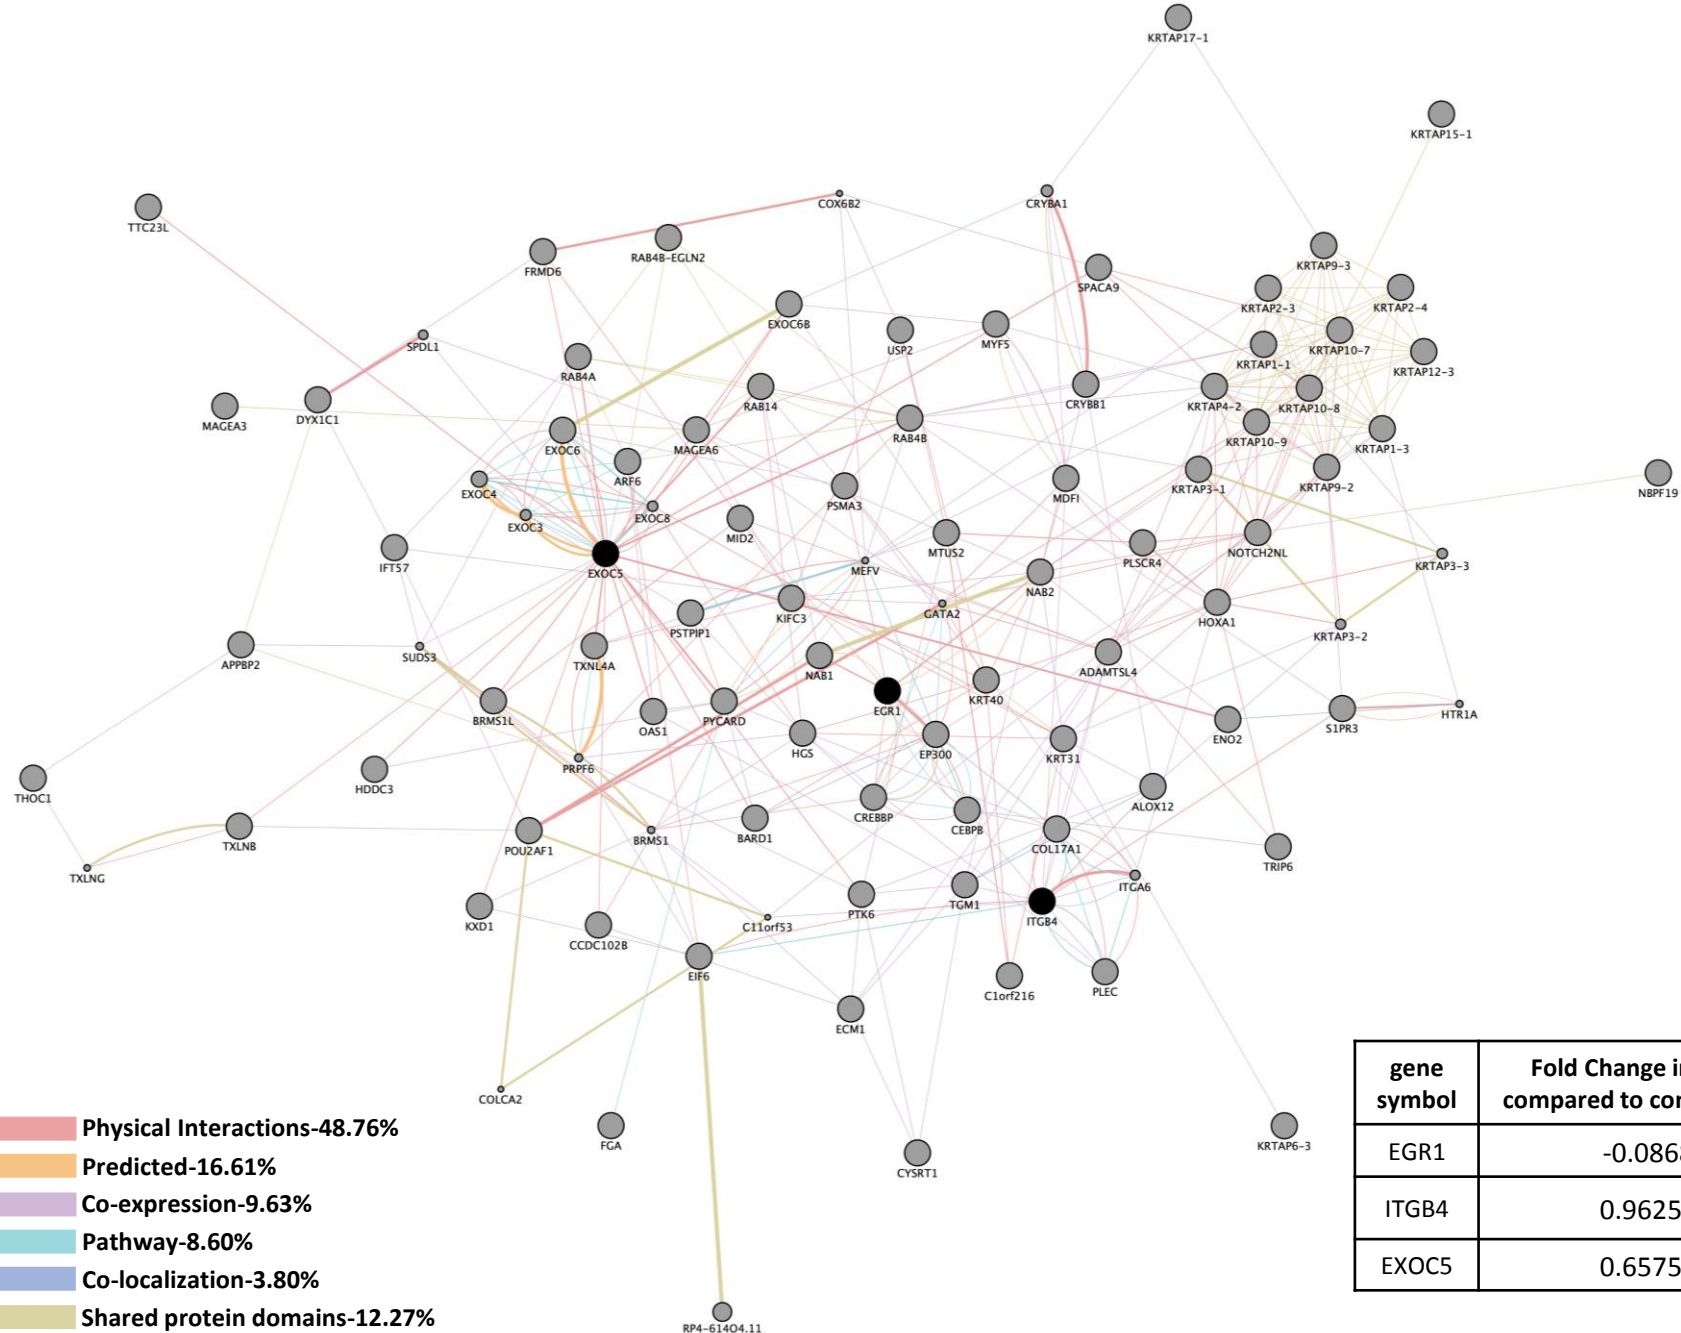 KRTAP17-1
KRTAP15-1
COX6B2
CRYBA1
TTC23L
RAB4B-EGLN2
FRMD6
KRTAP9-3
SPACA9
KRTAP2-3
KRTAP2-4
EXOC6B
SPDL1
USP2
MYF5
KRTAP10-7
KRTAP1-1
KRTAP12-3
RAB4A
RAB14
CRYBB1
KRTAP4-2
KRTAP10-8
MAGEA3
DYX1C1
RAB4B
KRTAP10-9
KRTAP1-3
EXOC6
MAGEA6
ARF6
EXOC4
KRTAP3-1
KRTAP9-2
NBPF19
MDFI
PSMA3
EXOC3
EXOC8
MID2
MTUS2
PLSCR4
NOTCH2NL
KRTAP3-3
IFT57
EXOC5
MEFV
NAB2
GATA2
HOXA1
PSTPIP1
KIFC3
KRTAP3-2
APPBP2
SUDS3
TXNL4A
NAB1
ADAMTSL4
KRT40
EGR1
BRMS1L
PYCARD
OAS1
S1PR3
HTR1A
ENO2
HGS
EP300
KRT31
PRPF6
THOC1
HDDC3
ALOX12
CREBBP
CEBPB
TXLNB
POU2AF1
BRMS1
BARD1
COL17A1
TRIP6
TXLNG
ITGA6
TGM1
PTK6
ITGB4
KXD1
CCDC102B
C11orf53
EIF6
C1orf216
PLEC
ECM1
COLCA2
FGA
CYSRT1
KRTAP6-3
RP4-614O4.11
Physical Interactions-48.76%
Predicted-16.61%
Co-expression-9.63%
Pathway-8.60%
Co-localization-3.80%
Shared protein domains-12.27%
gene symbol
Fold Change
compared to
EGR1
ITGB4 0.9625
EXOC5 0.6575